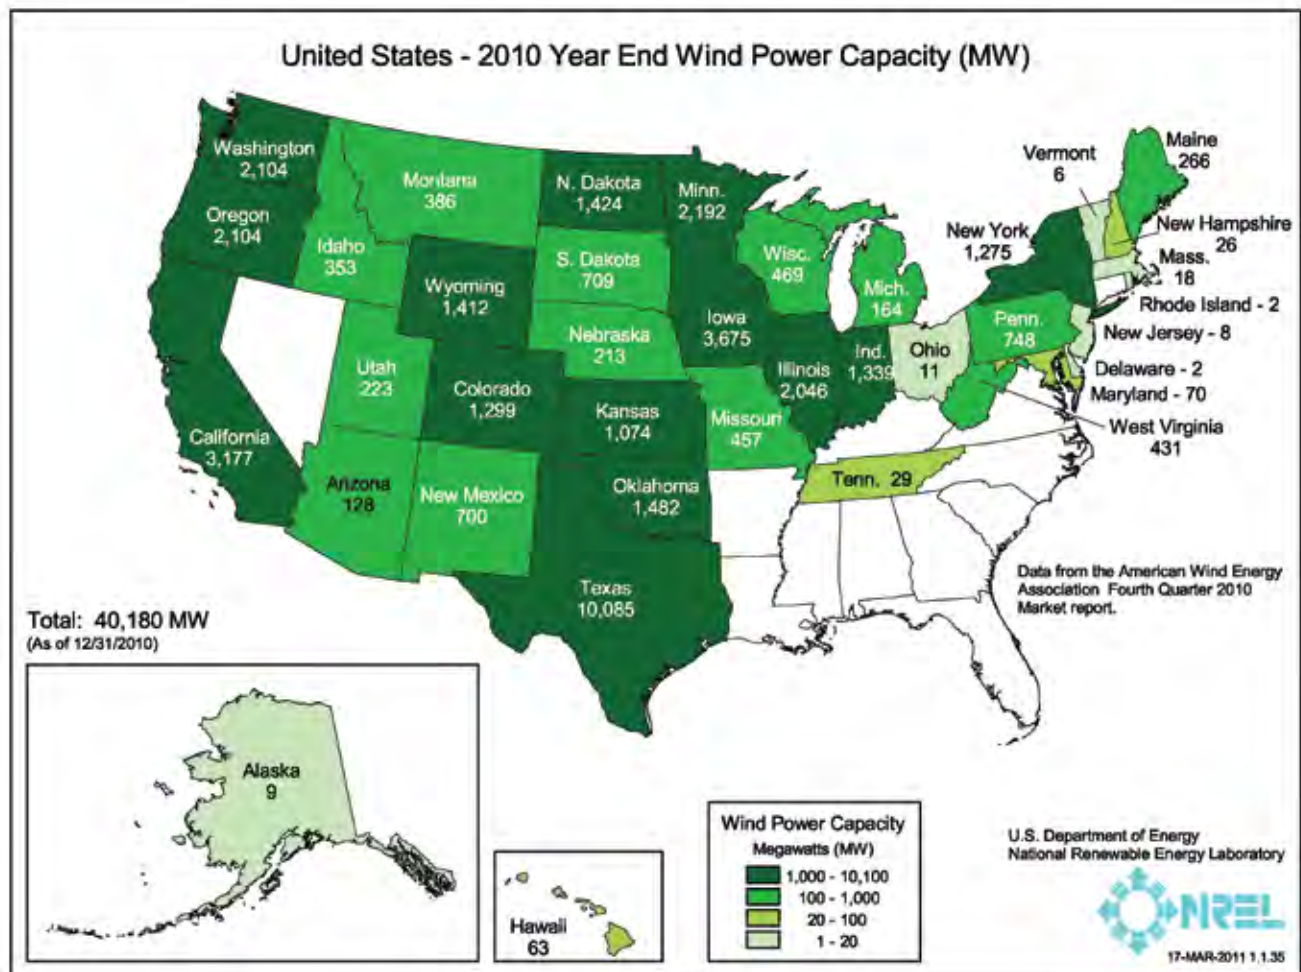 United States - 2010 Year End Wind Power Capacity (MW)
Washington
2,104
Oregon
2,104
California
3,177
Idaho
353
Montana
386
Wyoming
1,412
Utah
223
Colorado
1,299
Arizona
128
New Mexico
700
N. Dakota
1,424
S. Dakota
709
Nebraska
213
Kansas
1,074
Oklahoma
1,482
Texas
10,085
Minn.
2,192
Iowa
3,675
Missouri
457
Wisc.
469
Illinois
2,046
Mich.
164
Ind.
1,339
Ohio
11
Tenn. 29
Penn.
748
New York
1,275
Vermont
6
Maine
266
New Hampshire
26
Mass.
18
Rhode Island - 2
New Jersey - 8
Delaware - 2
Maryland - 70
West Virginia
431
Data from the American Wind Energy
Association Fourth Quarter 2010
Market report.
Total: 40,180 MW
(As of 12/31/2010)
Alaska
9
Hawaii
63
Wind Power Capacity
Megawatts (MW)
1,000 - 10,100
100 - 1,000
20 - 100
1 - 20
U.S. Department of Energy
National Renewable Energy Laboratory
NREL
17-MAR-2011 1.1.35